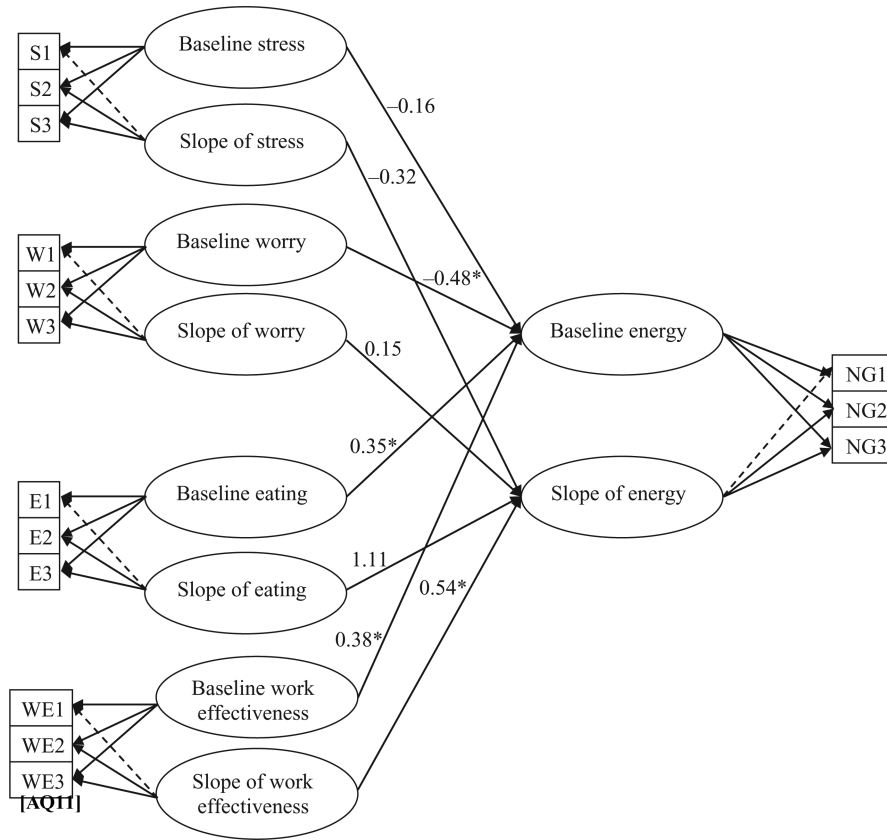 Baseline stress
S1
S2
S3
–0.16
Slope of stress
–0.32
Baseline worry
W1
W2
W3
–0.48*
Slope of worry
0.15
Baseline energy
NG1
NG2
NG3
0.35*
Baseline eating
Slope of energy
E1
E2
E3
1.11
Slope of eating
0.54*
0.38*
Baseline work
effectiveness
WE1
WE2
WE3
Slope of work
effectiveness
[AQ11]